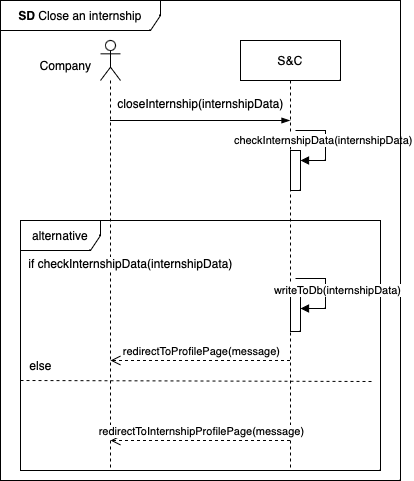 SD Close an internship
Company
S&C
closeInternship(internshipData)
checkInternshipData(internshipData)
alternative
if checkInternshipData(internshipData)
writeToDb(internshipData)
redirectToProfilePage(message)
else
redirectToInternshipProfilePage(message)